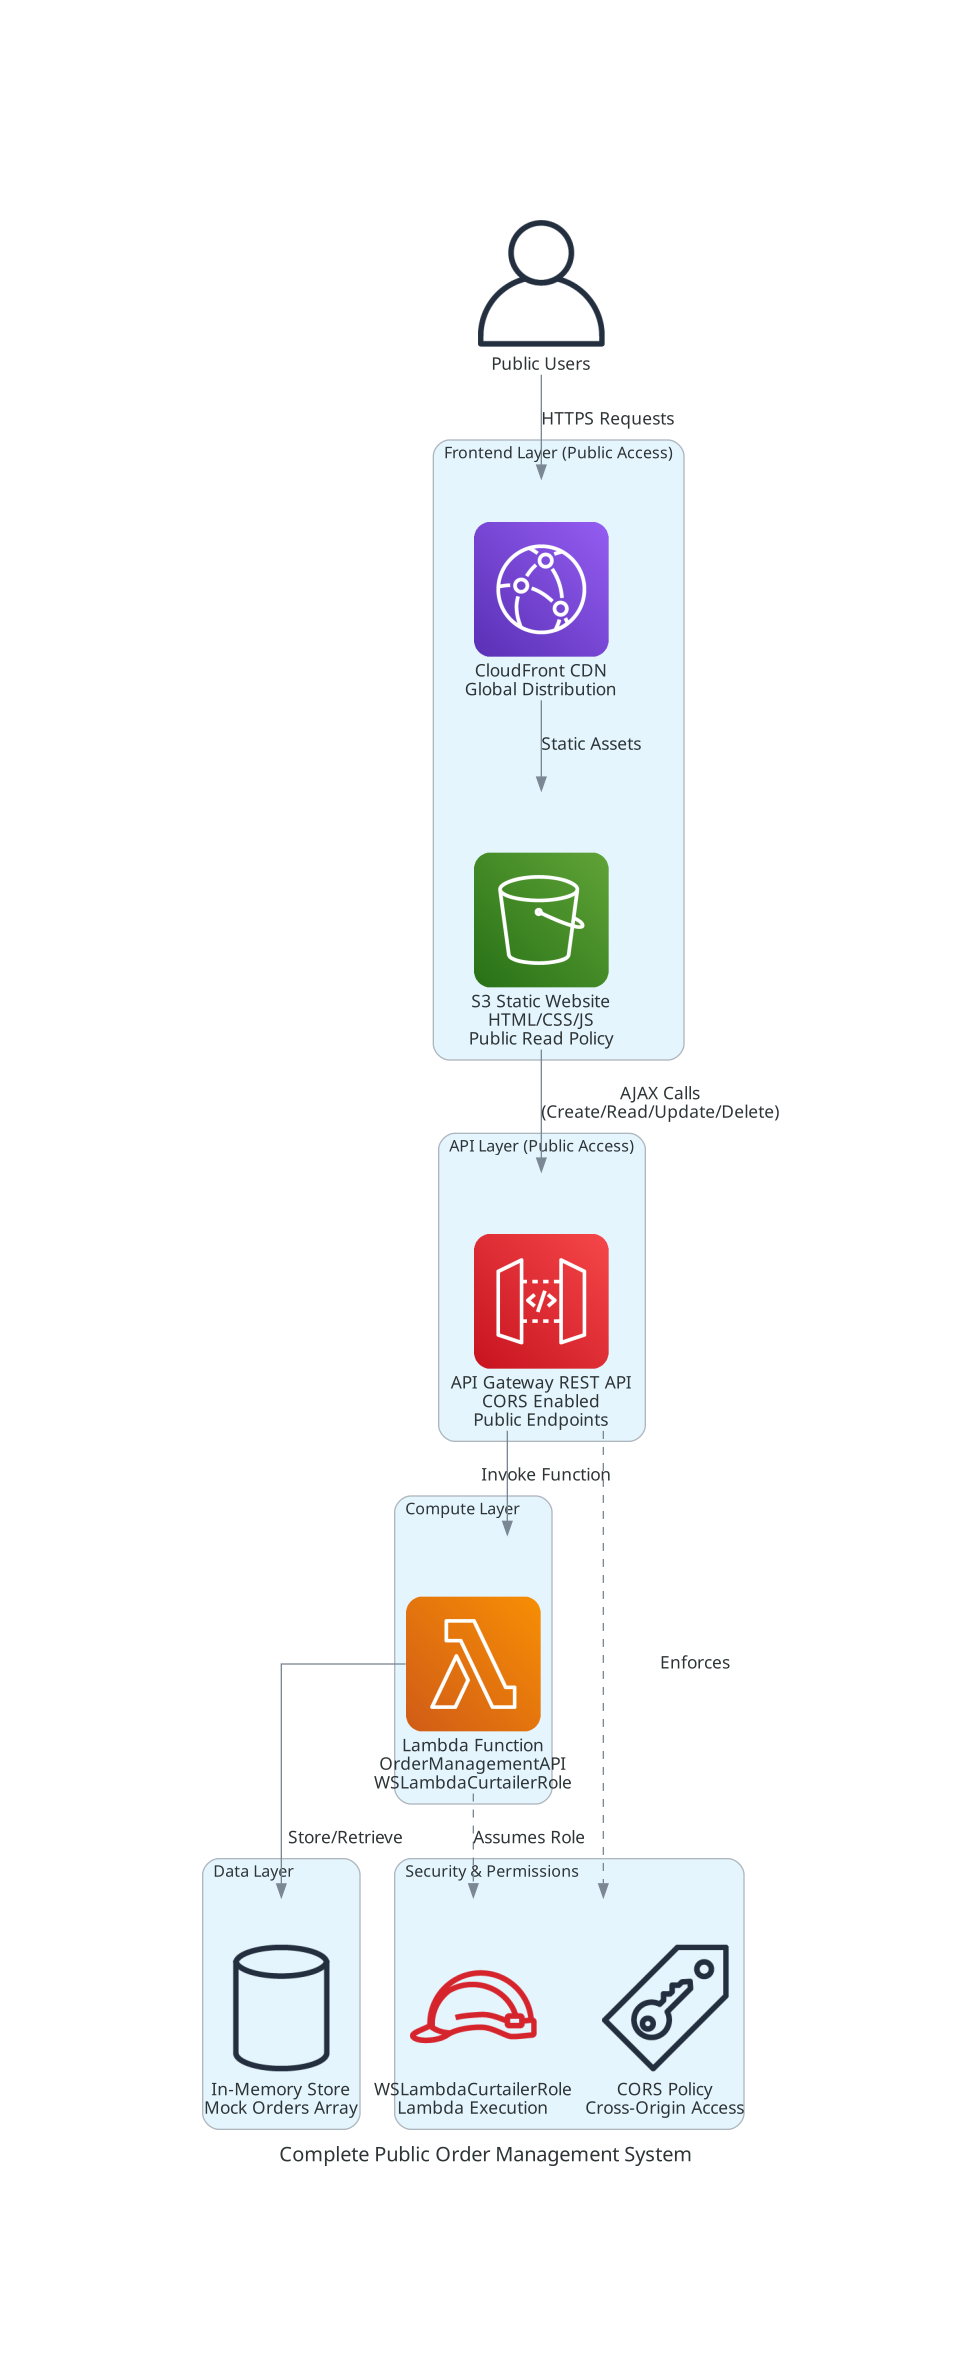 Public Users
HTTPS Requests
Frontend Layer (Public Access)
CloudFront CDN
Global Distribution
Static Assets
S3 Static Website
HTML/CSS/JS
Public Read Policy
AJAX Calls
(Create/Read/Update/Delete)
API Layer (Public Access)
API Gateway REST API
CORS Enabled
Public Endpoints
Invoke Function
Compute Layer
Enforces
Lambda Function
OrderManagementAPI
WSLambdaCurtailerRole
Store/Retrieve
Assumes Role
Data Layer
Security & Permissions
In-Memory Store
Mock Orders Array
WSLambdaCurtailerRole
Lambda Execution
CORS Policy
Cross-Origin Access
Complete Public Order Management System